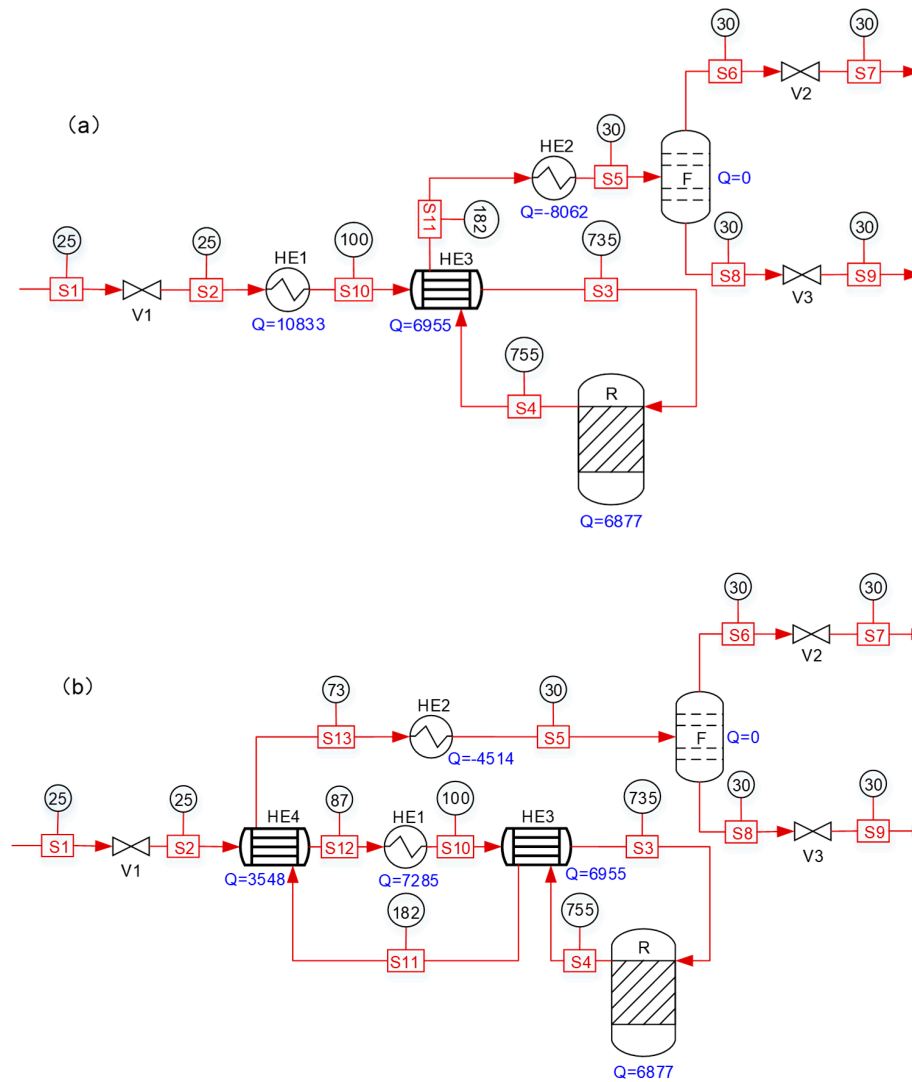 (a)
30
S6
V2
30
S7
HE2
Q=-8062
30
S5
F
Q=0
S11
182
25
S1
V1
25
S2
HE1
Q=10833
100
S10
HE3
Q=6955
735
S3
30
S8
V3
30
S9
755
S4
R
Q=6877
(b)
30
S6
V2
30
S7
73
S13
HE2
Q=-4514
30
S5
F
Q=0
25
S1
V1
25
S2
HE4
Q=3548
87
S12
HE1
Q=7285
100
S10
HE3
Q=6955
735
S3
30
S8
V3
30
S9
182
S11
755
S4
R
Q=6877